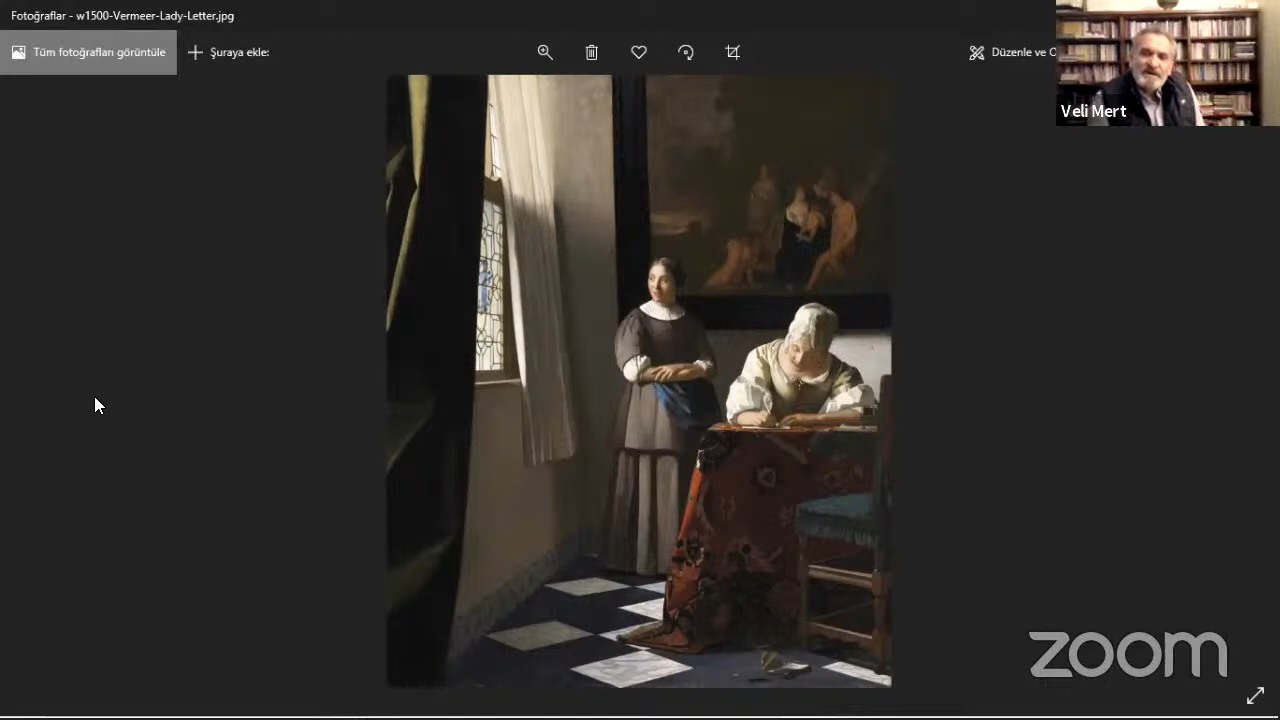 Fotoğraflar - w1500-Vermeer-Lady-Letter.jpg
Tüm fotoğrafları görüntüle
Şuraya ekle:
Düzenle ve O
Veli Mert
zoom